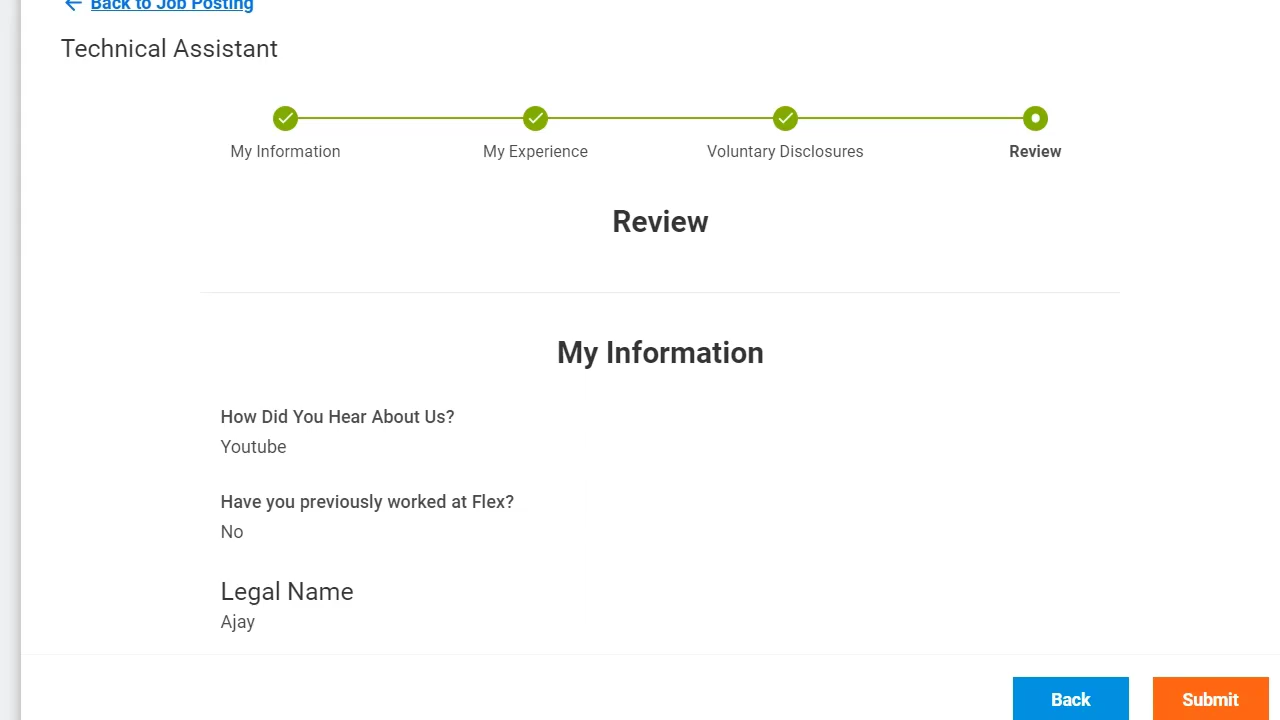 Back to Job Posting
Technical Assistant
My Information
My Experience
Voluntary Disclosures
Review
Review
My Information
How Did You Hear About Us?
Youtube
Have you previously worked at Flex?
No
Legal Name
Ajay
Back
Submit